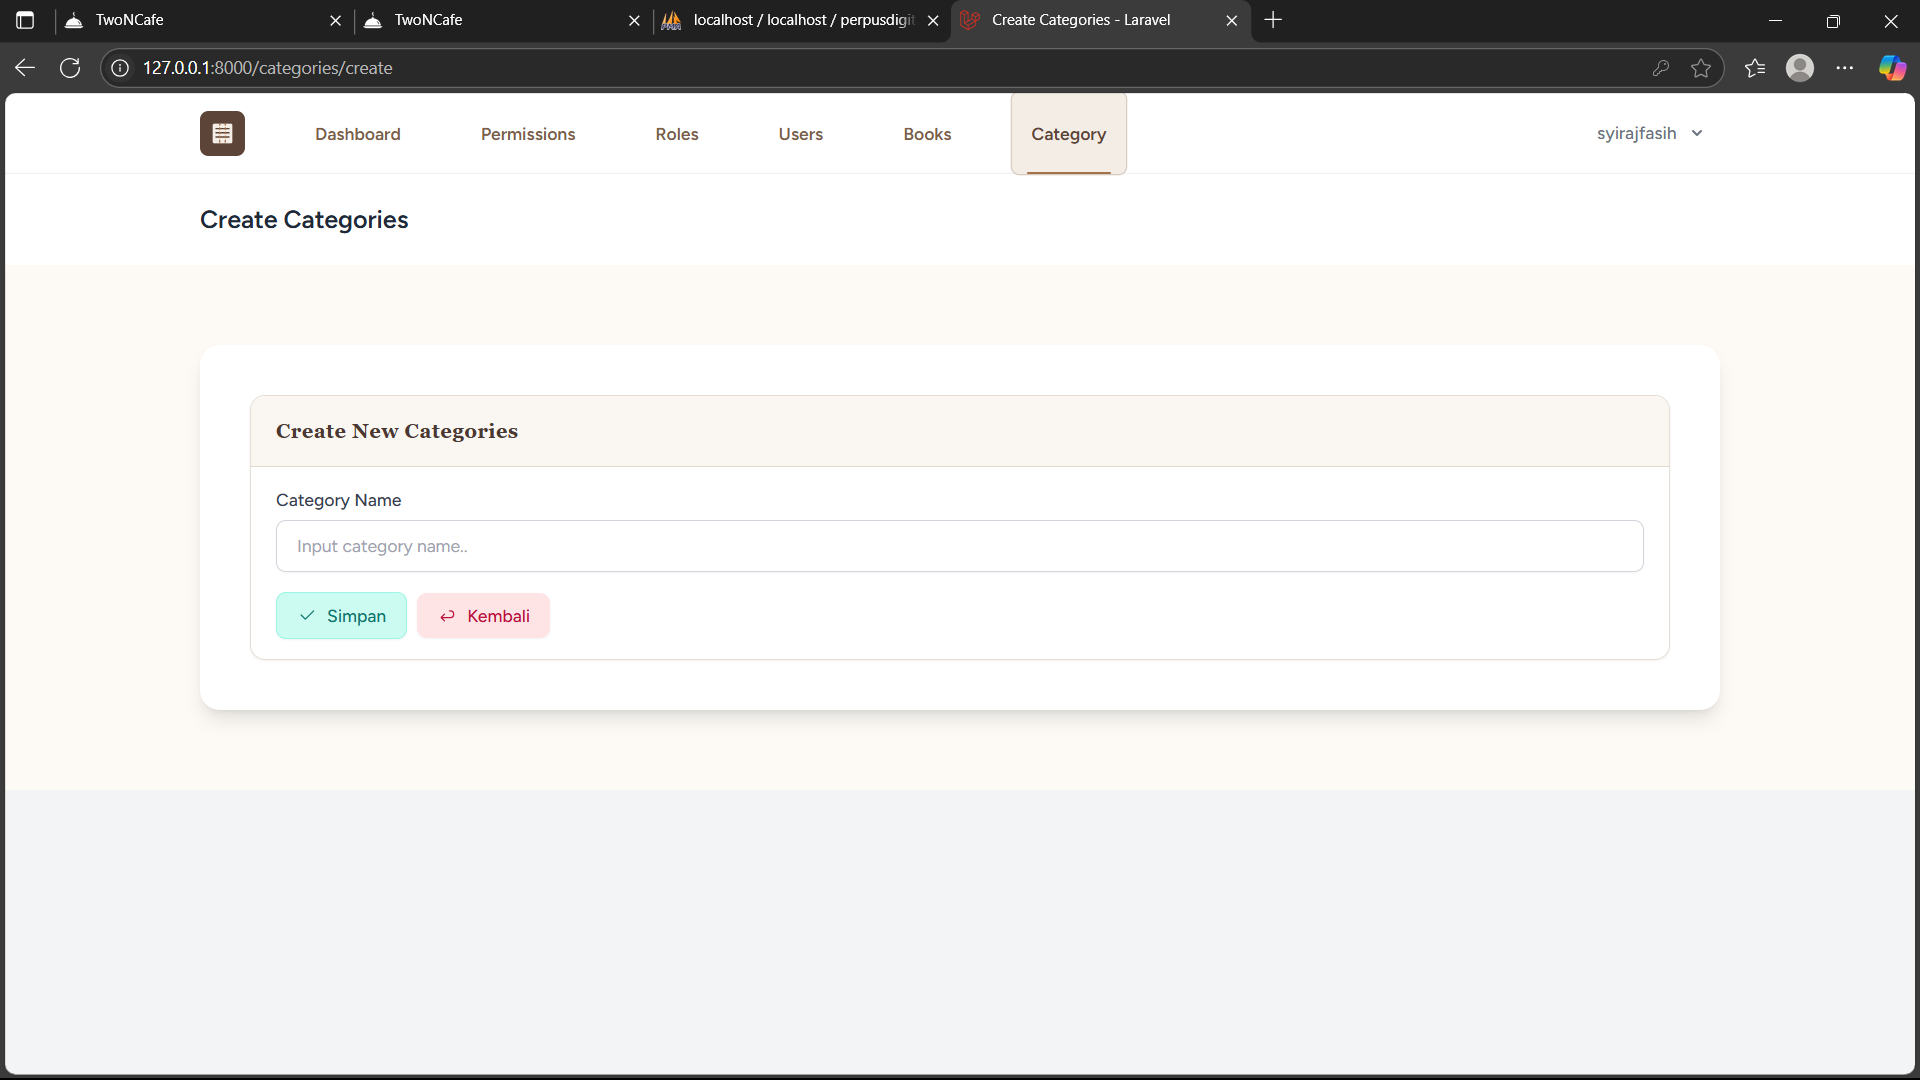 TwoNCafe
TwoNCafe
localhost / localhost / perpusdigit
Create Categories - Laravel
127.0.0.1:8000/categories/create
Dashboard
Permissions
Roles
Users
Books
Category
syirajfasih
Create Categories
Create New Categories
Category Name
Input category name..
Simpan
Kembali